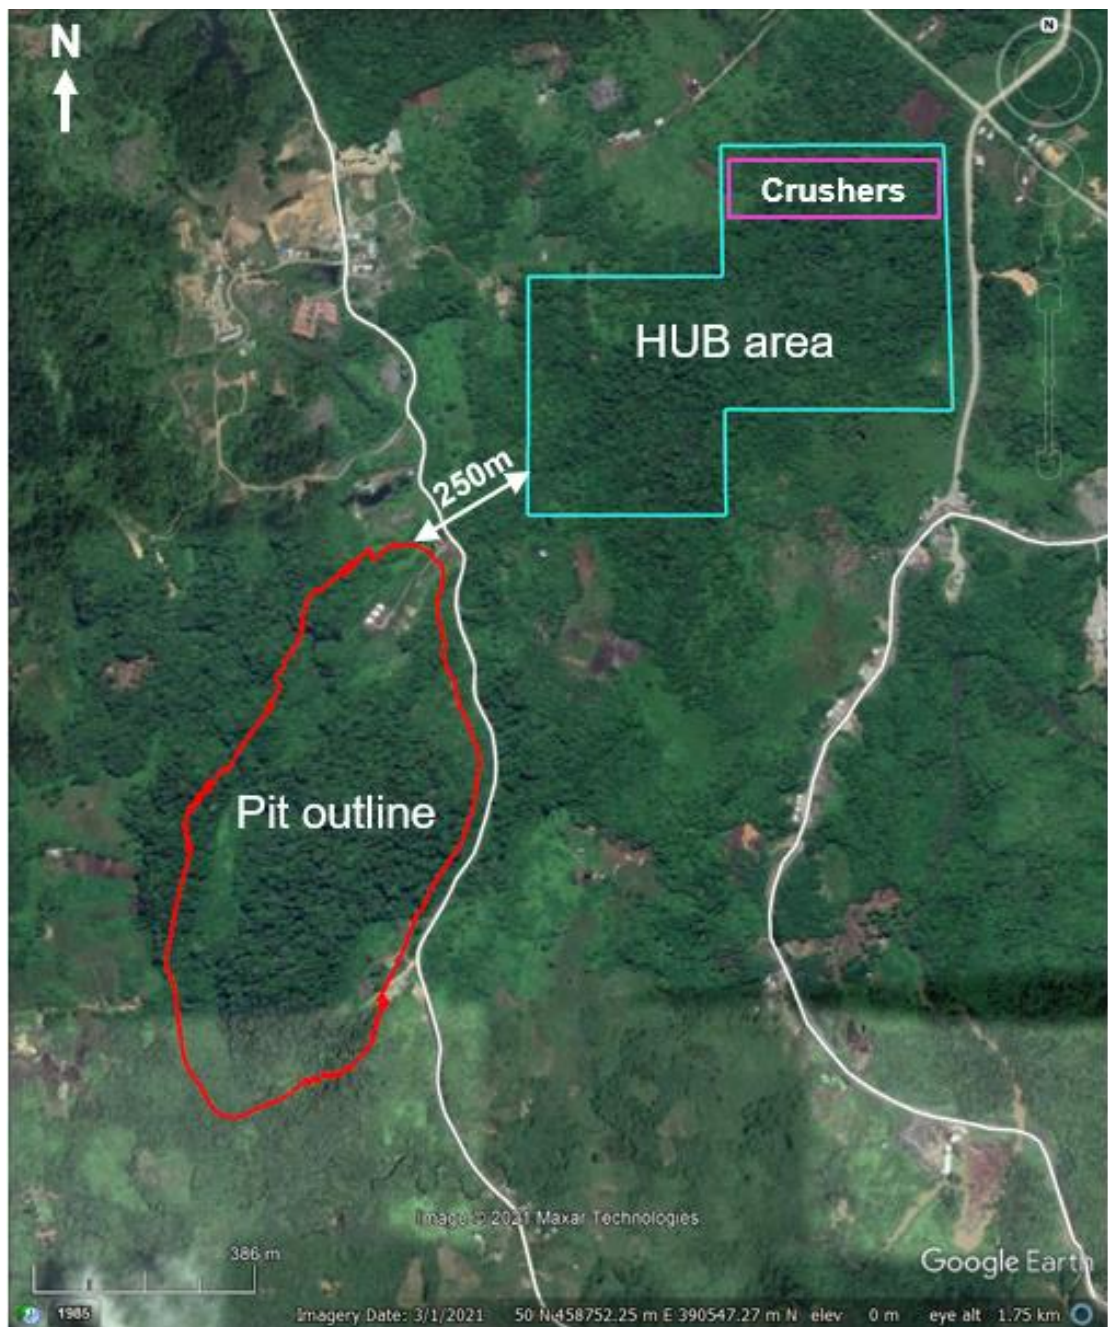 N
N
Crushers
HUB area
250m
Pit outline
Image © 2021 Maxar Technologies
386 m
Google Earth
1985
Imagery Date: 3/1/2021 50 N 458752.25 m E 390547.27 m N elev 0 m eye alt 1.75 km